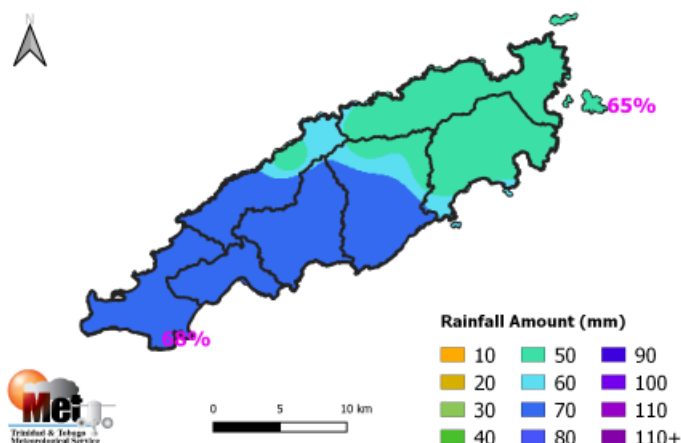 N
65%
68%
Rainfall Amount (mm)
10 50 90
20 60 100
30 70 110
40 80 110+
0 5 10 km
Met
Trinidad & Tobago
Meteorological Service